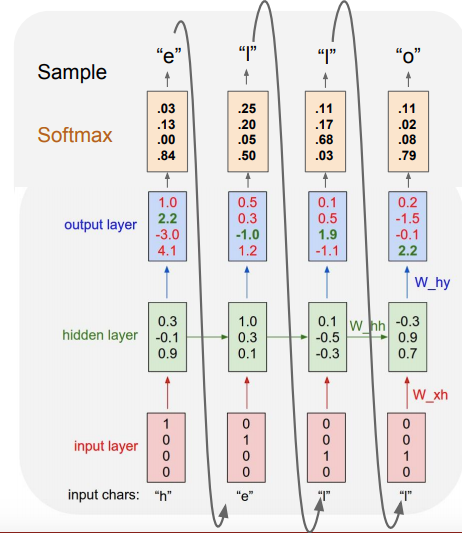 Sample “e” “l” “l” “o”
Softmax
.03 .25 .11 .11
.13 .20 .17 .02
.00 .05 .68 .08
.84 .50 .03 .79
output layer
1.0 0.5 0.1 0.2
2.2 0.3 0.5 -1.5
-3.0 -1.0 1.9 -0.1
4.1 1.2 -1.1 2.2
W_hy
hidden layer
0.3 1.0 0.1 -0.3
-0.1 0.3 -0.5 0.9
0.9 0.1 -0.3 0.7
W_hh
W_xh
input layer
1 0 0 0
0 1 0 0
0 0 1 1
0 0 0 0
input chars: “h” “e” “l” “l”